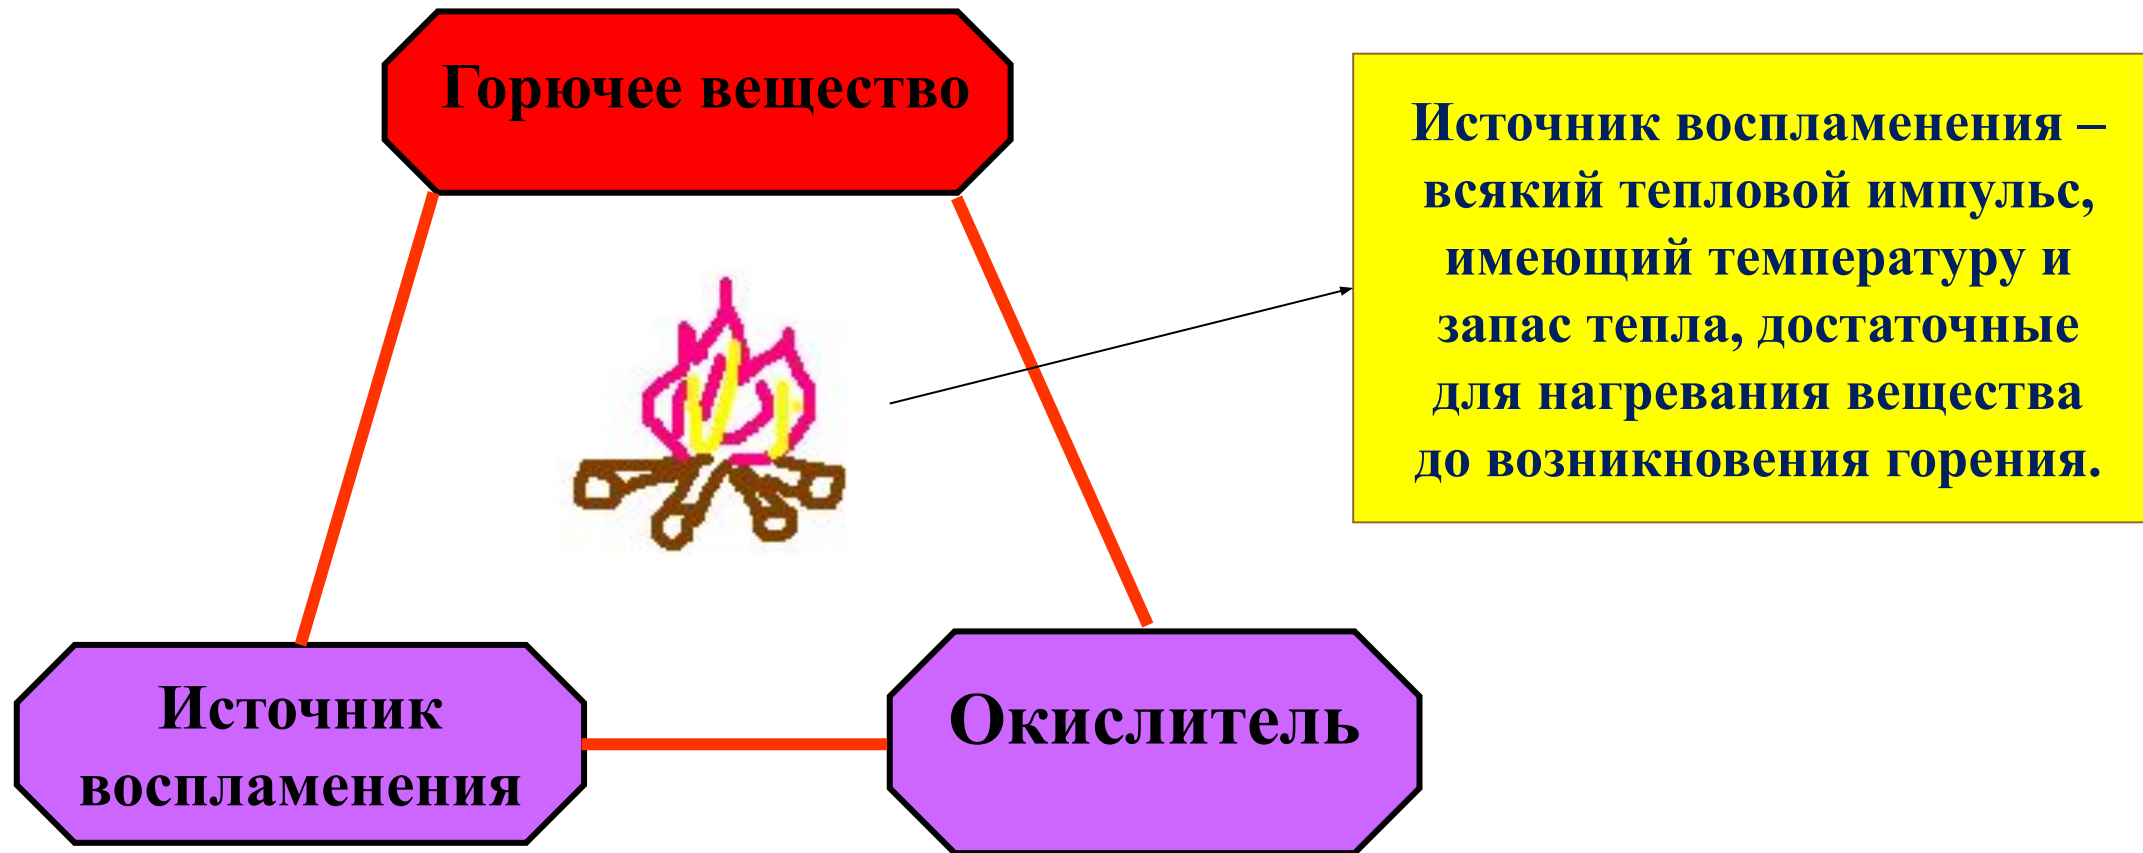 Горючее вещество
Источник воспламенения –
всякий тепловой импульс,
имеющий температуру и
запас тепла, достаточные
для нагревания вещества
до возникновения горения.
Источник
воспламенения
Окислитель